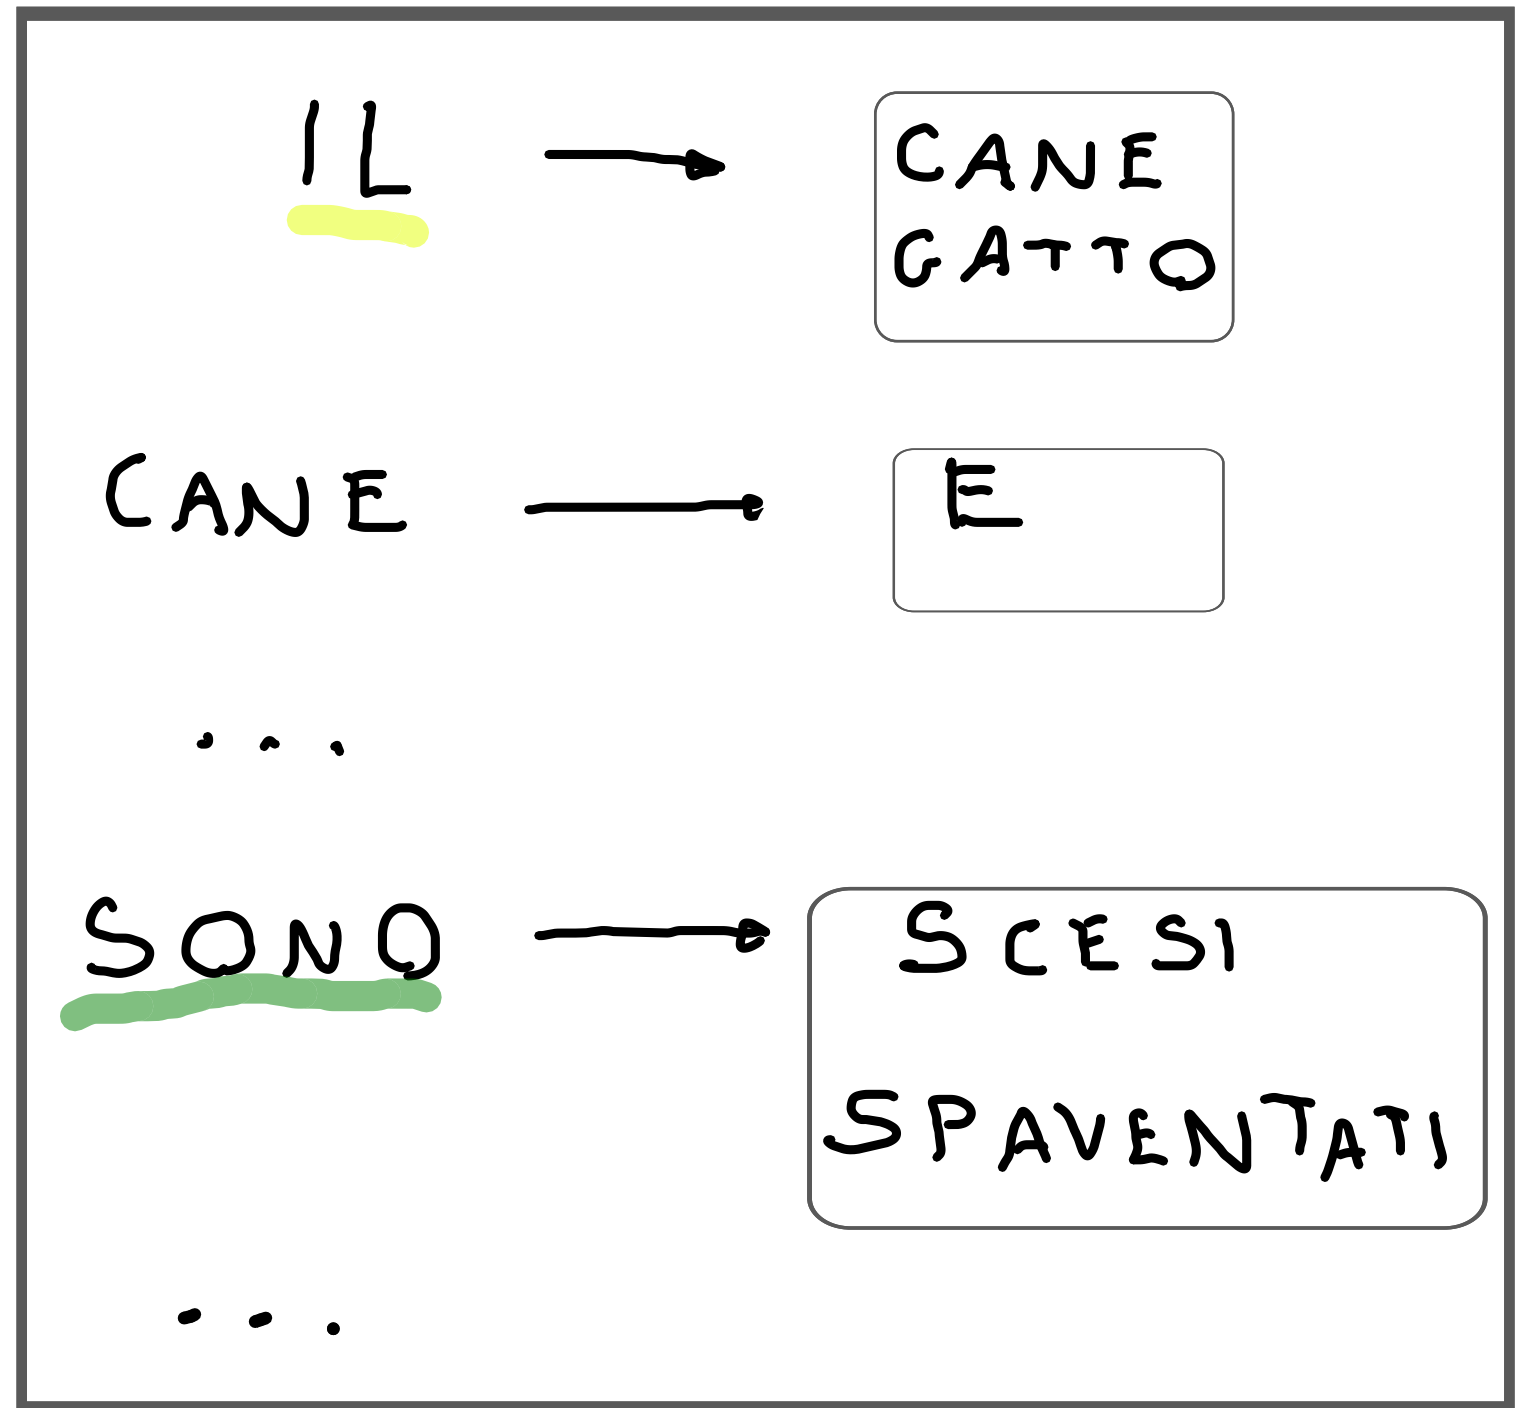 IL → CANE
GATTO
CANE → E
...
SONO → SCESI
SPAVENTATI
...